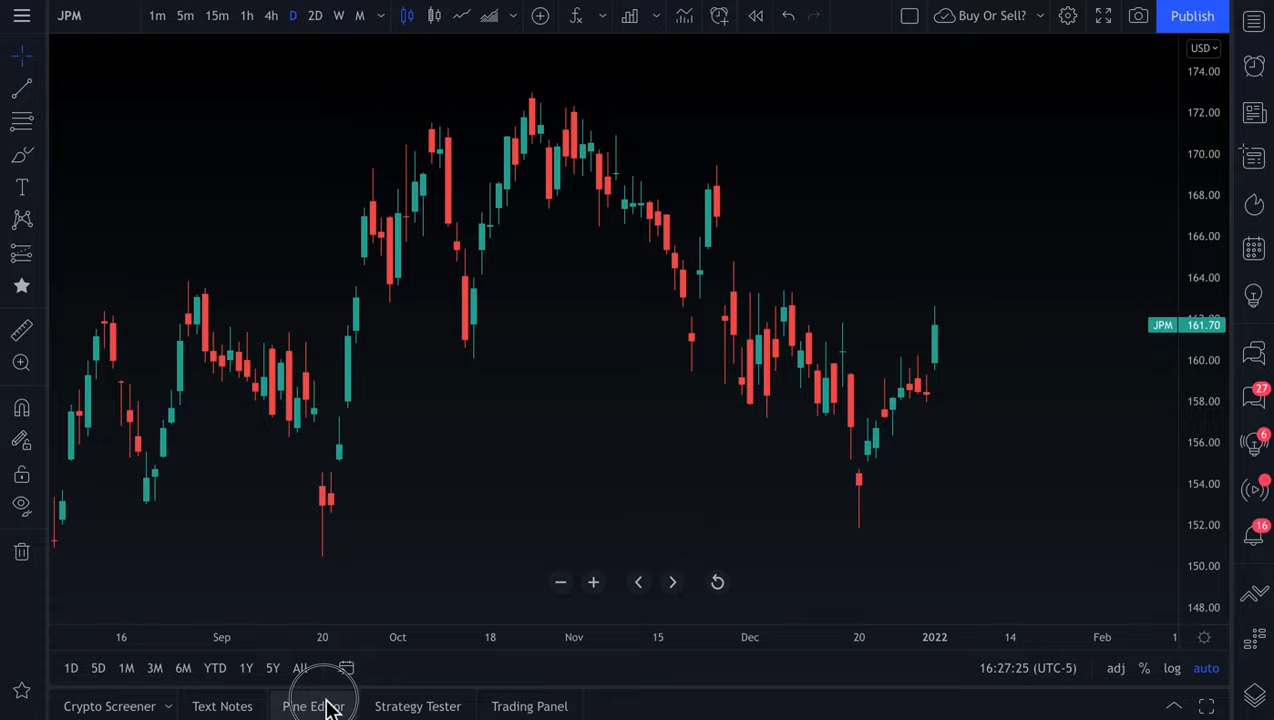 JPM 1m 5m 15m 1h 4h D 2D W M Buy Or Sell? Publish
USD
174.00
172.00
170.00
168.00
166.00
164.00
JPM 161.70
160.00
158.00
156.00
154.00
152.00
150.00
148.00
27
6
16
16 Sep 20 Oct 18 Nov 15 Dec 20 2022 14 Feb 1
1D 5D 1M 3M 6M YTD 1Y 5Y All 16:27:25 (UTC-5) adj % log auto
Crypto Screener Text Notes Pine Editor Strategy Tester Trading Panel